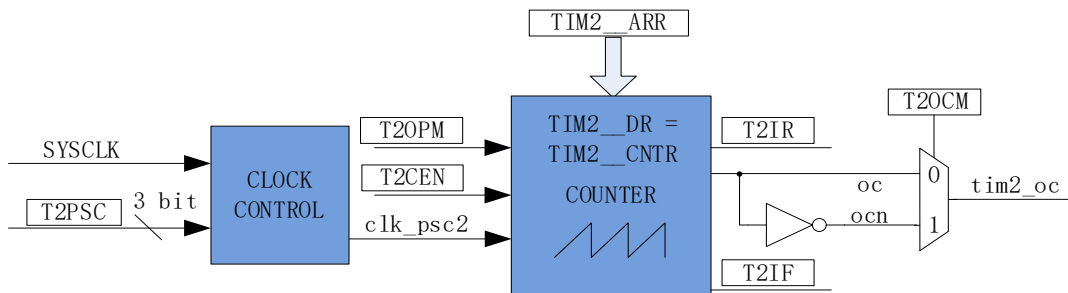 TIM2__ARR
T2OCM
T2OPM
TIM2__DR =
TIM2__CNTR
COUNTER
T2IR
SYSCLK
T2PSC
3 bit
CLOCK
CONTROL
T2CEN
clk_psc2
oc
ocn
0
1
tim2_oc
T2IF